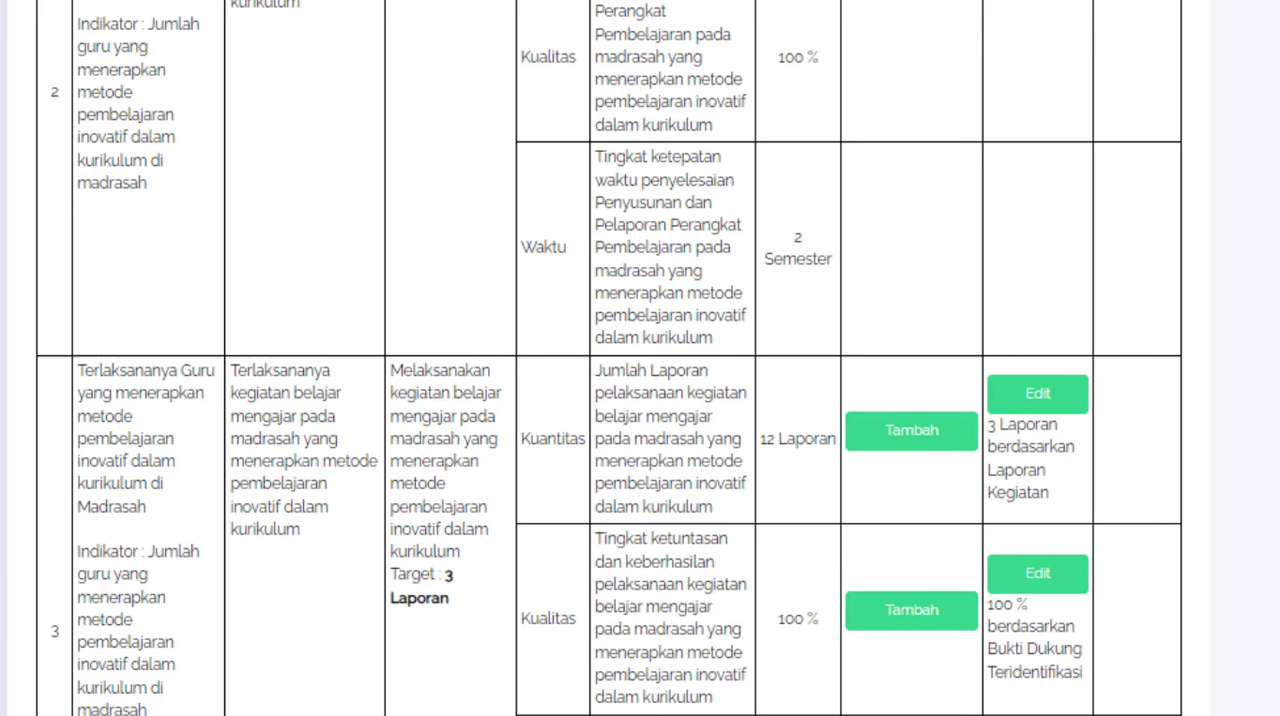 2
Indikator : Jumlah
guru yang
menerapkan
metode
pembelajaran
inovatif dalam
kurikulum di
madrasah
kurikulum
Kualitas
Perangkat
Pembelajaran pada
madrasah yang
menerapkan metode
pembelajaran inovatif
dalam kurikulum
100 %
Waktu
Tingkat ketepatan
waktu penyelesaian
Penyusunan dan
Pelaporan Perangkat
Pembelajaran pada
madrasah yang
menerapkan metode
pembelajaran inovatif
dalam kurikulum
2
Semester
3
Terlaksananya Guru
yang menerapkan
metode
pembelajaran
inovatif dalam
kurikulum di
Madrasah
Indikator : Jumlah
guru yang
menerapkan
metode
pembelajaran
inovatif dalam
kurikulum di
madrasah
Terlaksananya
kegiatan belajar
mengajar pada
madrasah yang
menerapkan metode
pembelajaran
inovatif dalam
kurikulum
Melaksanakan
kegiatan belajar
mengajar pada
madrasah yang
menerapkan
metode
pembelajaran
inovatif dalam
kurikulum
Target : 3
Laporan
Kuantitas
Jumlah Laporan
pelaksanaan kegiatan
belajar mengajar
pada madrasah yang
menerapkan metode
pembelajaran inovatif
dalam kurikulum
12 Laporan
Tambah
Edit
3 Laporan
berdasarkan
Laporan
Kegiatan
Kualitas
Tingkat ketuntasan
dan keberhasilan
pelaksanaan kegiatan
belajar mengajar
pada madrasah yang
menerapkan metode
pembelajaran inovatif
dalam kurikulum
100 %
Tambah
Edit
100 %
berdasarkan
Bukti Dukung
Teridentifikasi